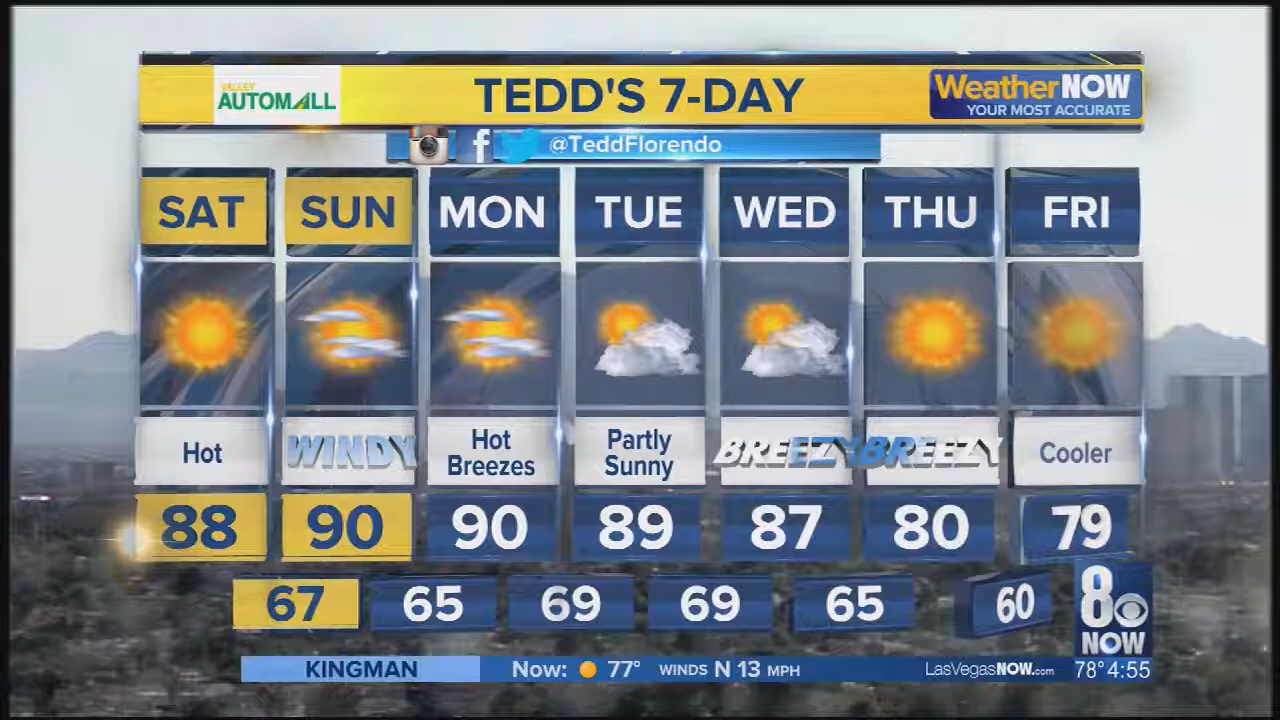 VALLEY
AUTOMALL
TEDD'S 7-DAY
WeatherNOW
YOUR MOST ACCURATE
@TeddFlorendo
SAT SUN MON TUE WED THU FRI
Hot WINDY Hot Breezes Partly Sunny BREEZY BREEZY Cooler
88 90 90 89 87 80 79
67 65 69 69 65 60
8 NOW
KINGMAN Now: 77° WINDS N 13 MPH LasVegasNOW.com 78° 4:55